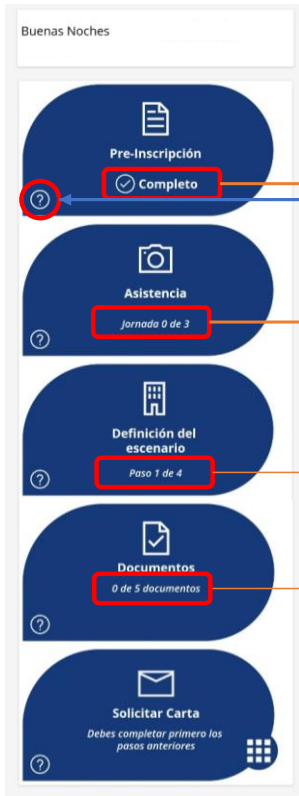 Buenas Noches
Pre-Inscripción
Completo
?
Asistencia
Jornada 0 de 3
?
Definición del
escenario
Paso 1 de 4
?
Documentos
0 de 5 documentos
?
Solicitar Carta
Debes completar primero los
pasos anteriores
?